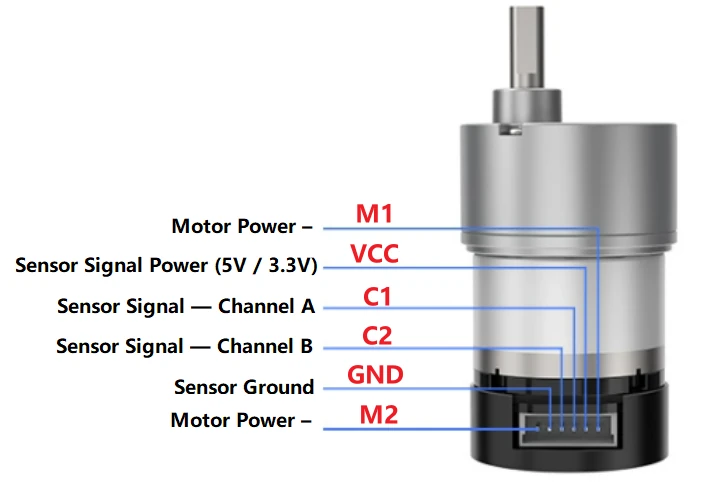 Motor Power – M1
Sensor Signal Power (5V / 3.3V) VCC
Sensor Signal — Channel A C1
Sensor Signal — Channel B C2
Sensor Ground GND
Motor Power – M2